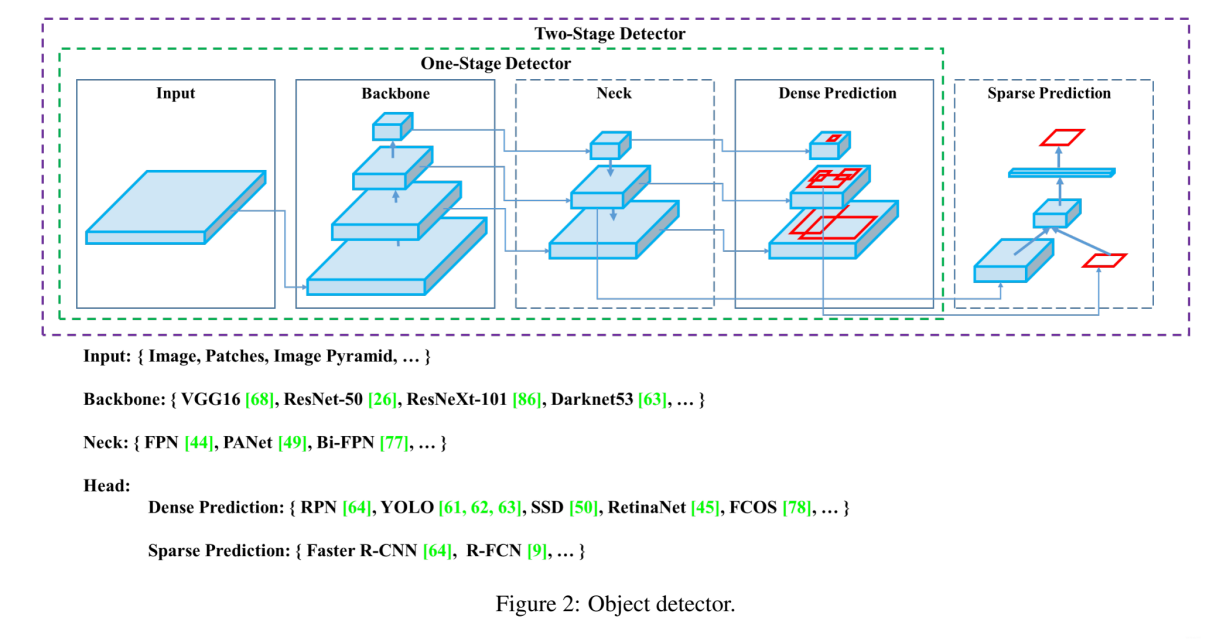 Two-Stage Detector
One-Stage Detector
Input
Backbone
Neck
Dense Prediction
Sparse Prediction
Input: { Image, Patches, Image Pyramid, … }
Backbone: { VGG16 [68], ResNet-50 [26], ResNeXt-101 [86], Darknet53 [63], … }
Neck: { FPN [44], PANet [49], Bi-FPN [77], … }
Head:
Dense Prediction: { RPN [64], YOLO [61, 62, 63], SSD [50], RetinaNet [45], FCOS [78], … }
Sparse Prediction: { Faster R-CNN [64], R-FCN [9], … }
Figure 2: Object detector.